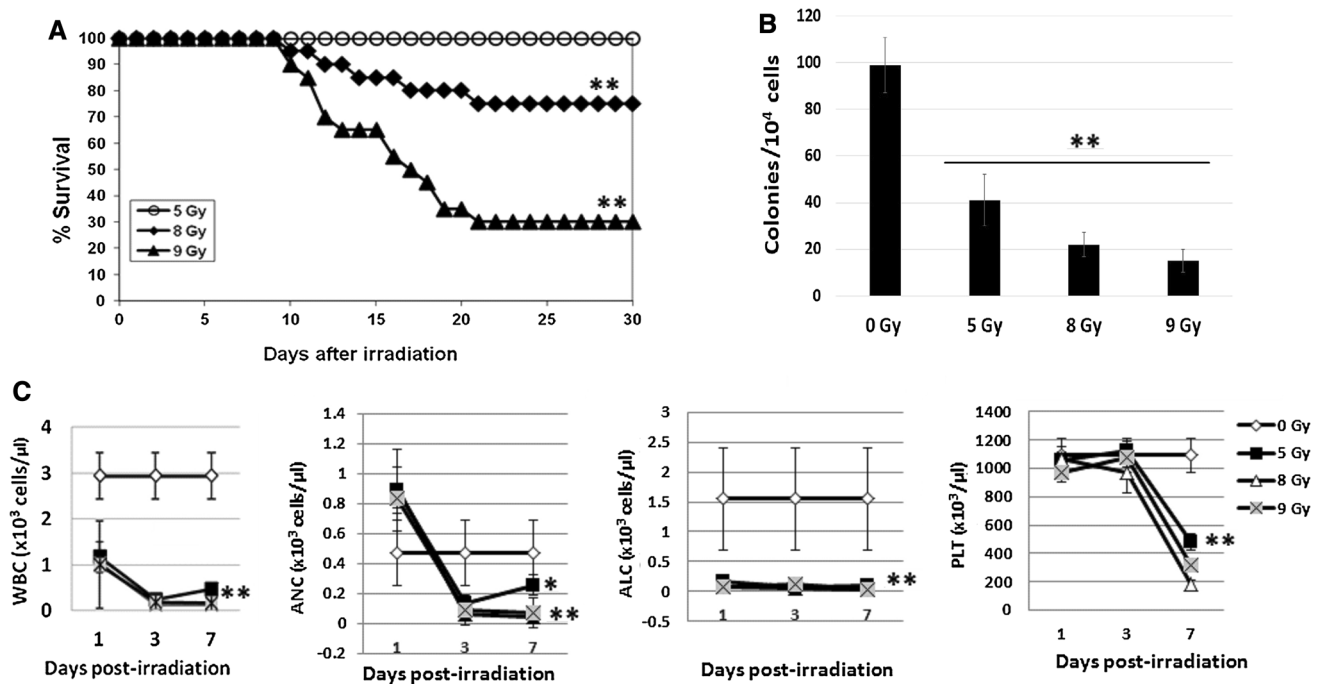 A
% Survival
100
90
80
70
60
50
40
30
20
10
0
5 Gy
8 Gy
9 Gy
**
**
0 5 10 15 20 25 30
Days after irradiation
B
Colonies/10⁴ cells
120
100
80
60
40
20
0
**
0 Gy 5 Gy 8 Gy 9 Gy
C
WBC (x10³ cells/µl)
4
3
2
1
0
**
1 3 7
Days post-irradiation
ANC (x10³ cells/µl)
1.4
1.2
1
0.8
0.6
0.4
0.2
0
-0.2
*
**
1 3 7
Days post-irradiation
ALC (x10³ cells/µl)
3
2.5
2
1.5
1
0.5
0
-0.5
**
1 3 7
Days post-irradiation
PLT (x10³/µl)
1400
1200
1000
800
600
400
200
0
**
1 3 7
Days post-irradiation
0 Gy
5 Gy
8 Gy
9 Gy